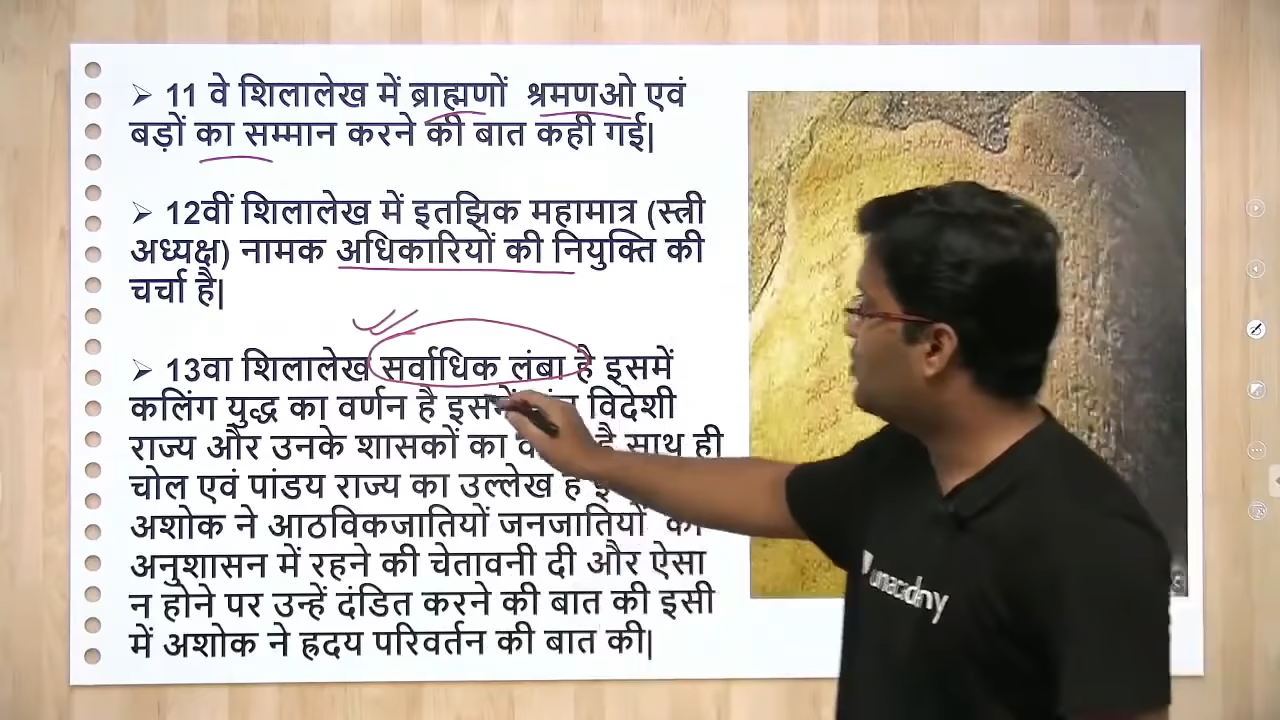 ➢ 11 वे शिलालेख में ब्राह्मणों श्रमणओ एवं
बड़ों का सम्मान करने की बात कही गई|
➢ 12वीं शिलालेख में इतझिक महामात्र (स्त्री
अध्यक्ष) नामक अधिकारियों की नियुक्ति की
चर्चा है|
➢ 13वा शिलालेख सर्वाधिक लंबा है इसमें
कलिंग युद्ध का वर्णन है इसमें विदेशी
राज्य और उनके शासकों का है साथ ही
चोल एवं पांडय राज्य का उल्लेख
अशोक ने आठविकजातियों जनजातियों को
अनुशासन में रहने की चेतावनी दी और ऐसा
न होने पर उन्हें दंडित करने की बात की इसी
में अशोक ने ह्रदय परिवर्तन की बात की|
unacademy